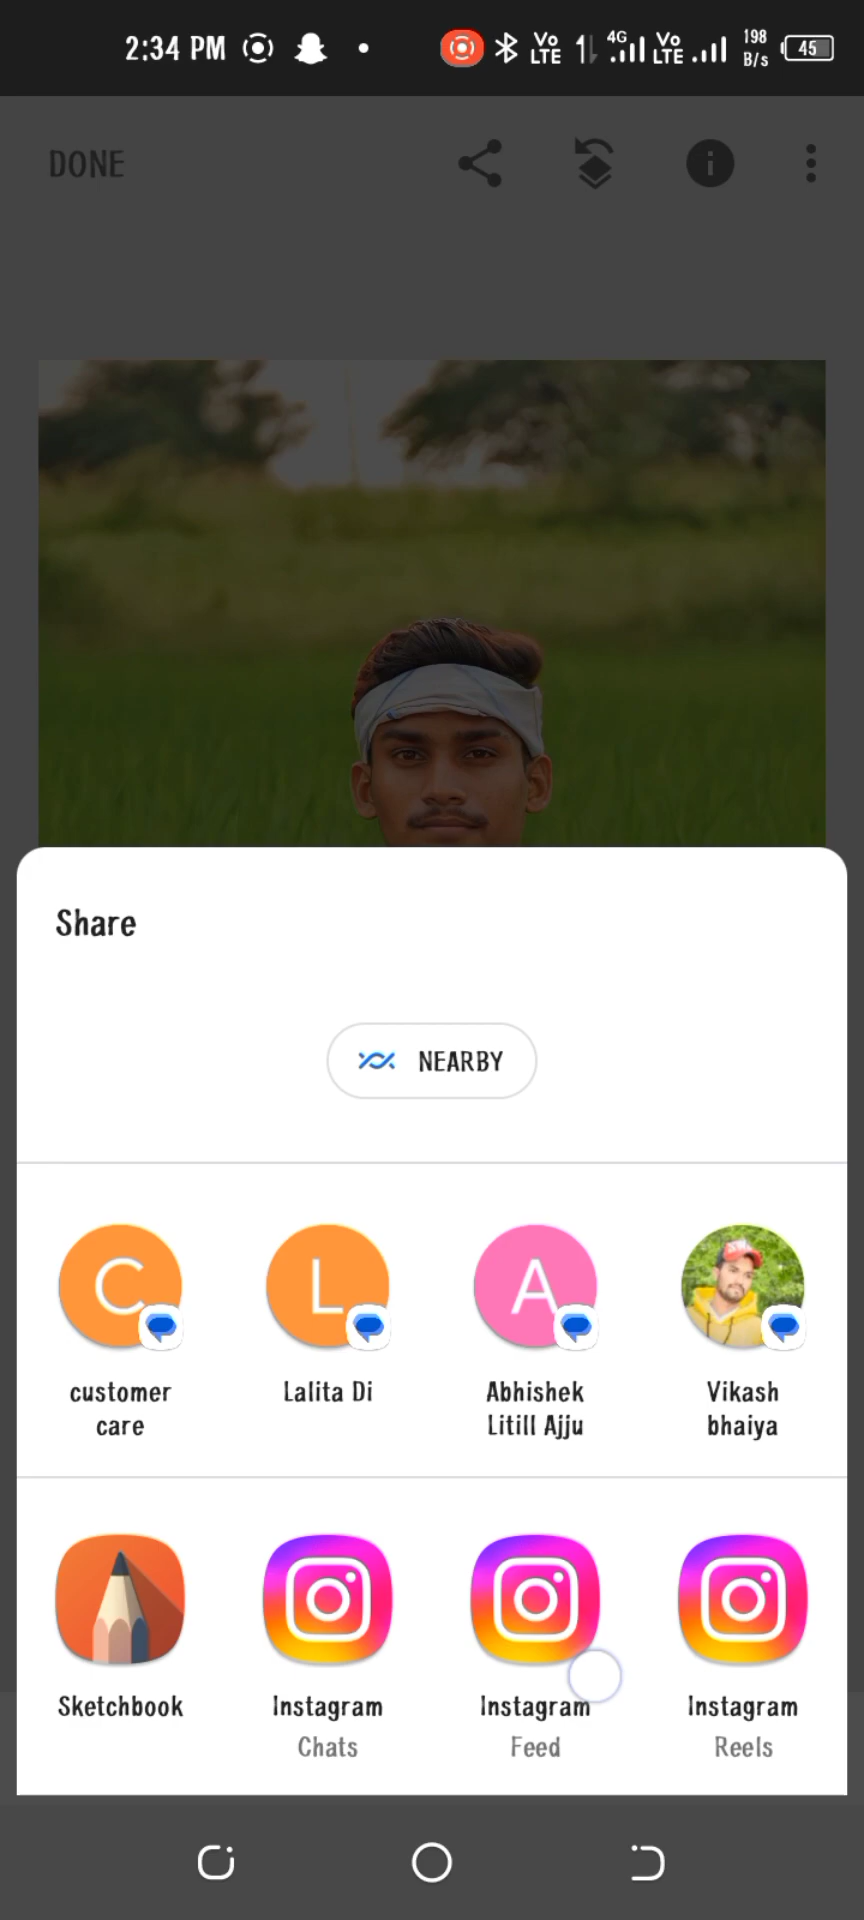 2:34 PM
Vo
LTE
4G
Vo
LTE
198
B/s
45
DONE
Share
NEARBY
C
L
A
customer
care
Lalita Di
Abhishek
Litill Ajju
Vikash
bhaiya
Sketchbook
Instagram
Chats
Instagram
Feed
Instagram
Reels